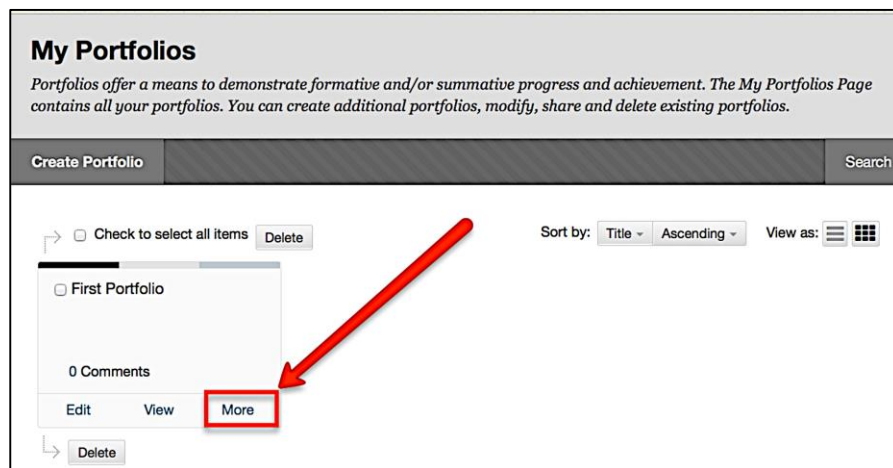 My Portfolios
Portfolios offer a means to demonstrate formative and/or summative progress and achievement. The My Portfolios Page
contains all your portfolios. You can create additional portfolios, modify, share and delete existing portfolios.
Create Portfolio Search
Check to select all items Delete Sort by: Title Ascending View as:
First Portfolio
0 Comments
Edit View More
Delete